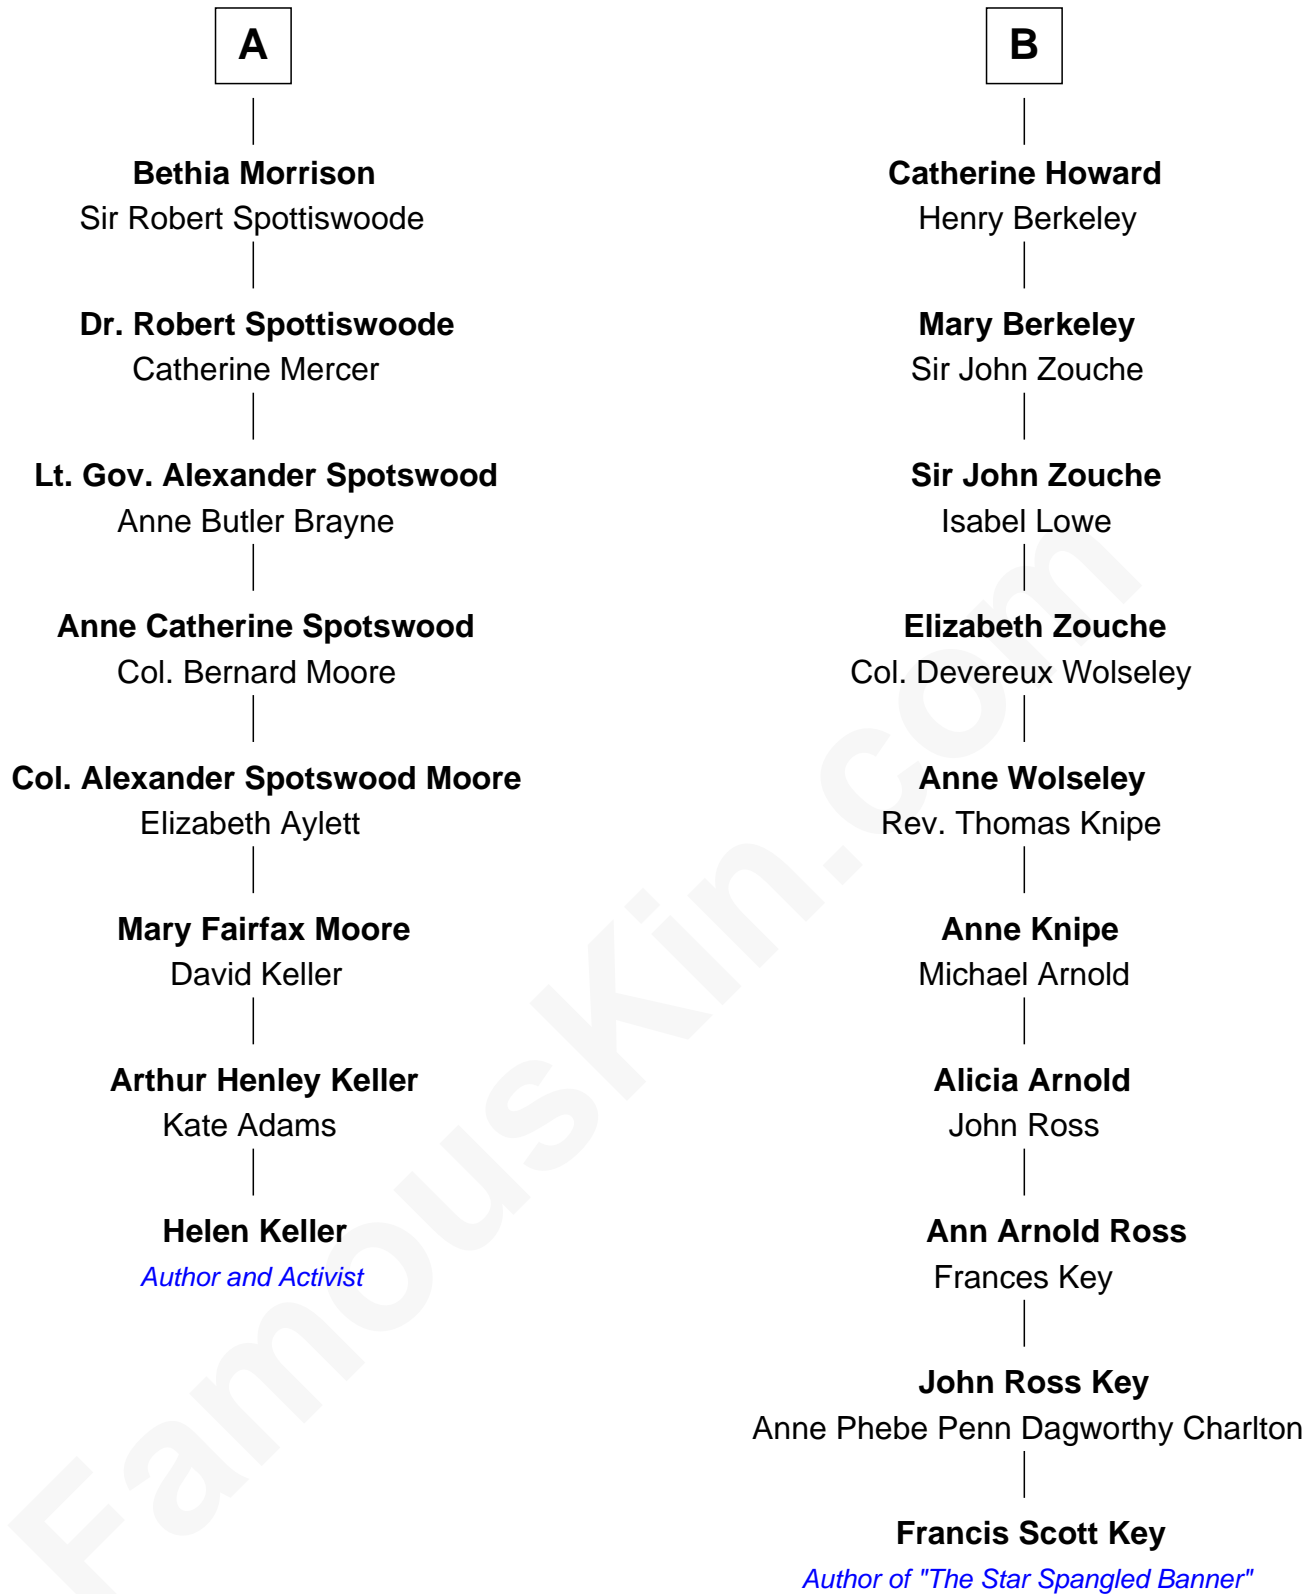 A
Bethia Morrison
Sir Robert Spottiswoode
Dr. Robert Spottiswoode
Catherine Mercer
Lt. Gov. Alexander Spotswood
Anne Butler Brayne
Anne Catherine Spotswood
Col. Bernard Moore
Col. Alexander Spotswood Moore
Elizabeth Aylett
Mary Fairfax Moore
David Keller
Arthur Henley Keller
Kate Adams
Helen Keller
Author and Activist
B
Catherine Howard
Henry Berkeley
Mary Berkeley
Sir John Zouche
Sir John Zouche
Isabel Lowe
Elizabeth Zouche
Col. Devereux Wolseley
Anne Wolseley
Rev. Thomas Knipe
Anne Knipe
Michael Arnold
Alicia Arnold
John Ross
Ann Arnold Ross
Frances Key
John Ross Key
Anne Phebe Penn Dagworthy Charlton
Francis Scott Key
Author of "The Star Spangled Banner"
FamousKin.com